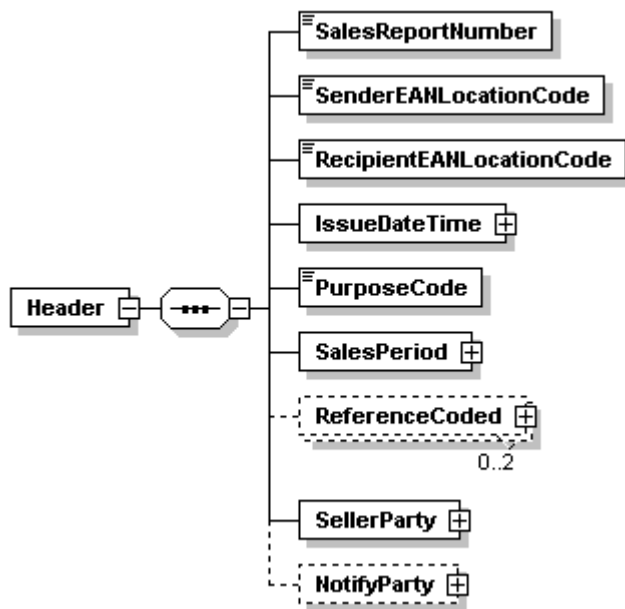 SalesReportNumber
SenderEANLocationCode
RecipientEANLocationCode
IssueDateTime
PurposeCode
Header
SalesPeriod
ReferenceCoded
0..2
SellerParty
NotifyParty